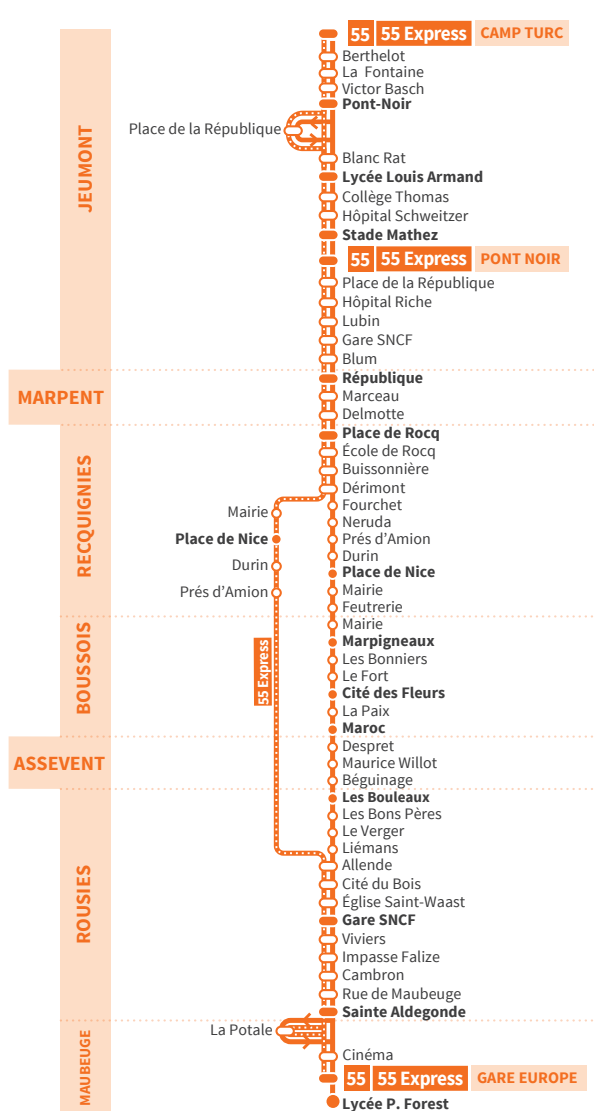 55 55 Express CAMP TURC
Berthelot
La Fontaine
Victor Basch
Pont-Noir
Place de la République
Blanc Rat
Lycée Louis Armand
Collège Thomas
Hôpital Schweitzer
Stade Mathez
JEUMONT
55 55 Express PONT NOIR
Place de la République
Hôpital Riche
Lubin
Gare SNCF
Blum
République
MARPENT
Marceau
Delmotte
Place de Rocq
École de Rocq
Buissonnière
Dérimont
RECQUIGNIES
Mairie
Place de Nice
Durin
Prés d'Amion
Fourchet
Neruda
Prés d'Amion
Durin
Place de Nice
Mairie
Feutrerie
BOUSSOIS
55 Express
Mairie
Marpigneaux
Les Bonniers
Le Fort
Cité des Fleurs
La Paix
Maroc
ASSEVENT
Despret
Maurice Willot
Béguinage
ROUSIES
Les Bouleaux
Les Bons Pères
Le Verger
Liémans
Allende
Cité du Bois
Église Saint-Waast
Gare SNCF
Viviers
Impasse Falize
Cambron
Rue de Maubeuge
Sainte Aldegonde
MAUBEUGE
La Potale
Cinéma
55 55 Express GARE EUROPE
Lycée P. Forest